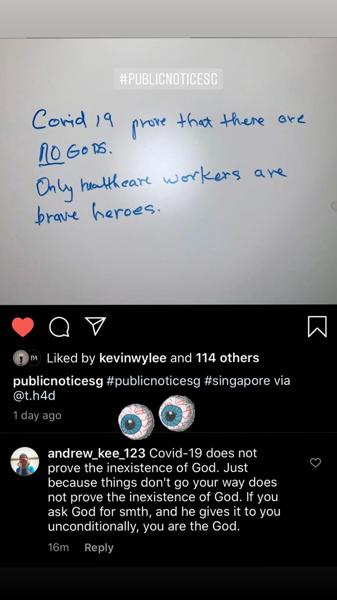 #PUBLICNOTICESG
Covid 19 prove that there are
NO GODS.
Only healthcare workers are
brave heroes.
Liked by kevinwylee and 114 others
publicnoticesg #publicnoticesg #singapore via
@t.h4d
1 day ago
andrew_kee_123 Covid-19 does not
prove the inexistence of God. Just
because things don't go your way does
not prove the inexistence of God. If you
ask God for smth, and he gives it to you
unconditionally, you are the God.
16m Reply